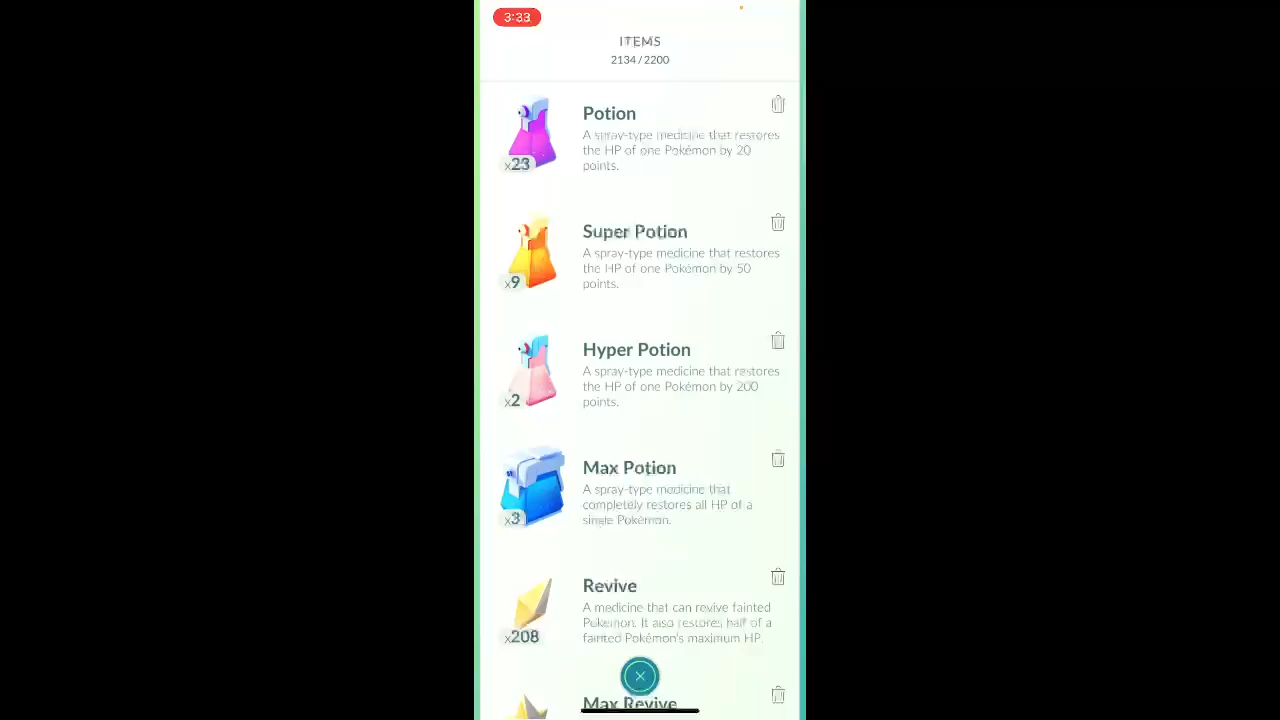 3:33
ITEMS
2134 / 2200
Potion
A spray-type medicine that restores
the HP of one Pokémon by 20
points.
x23
Super Potion
A spray-type medicine that restores
the HP of one Pokémon by 50
points.
x9
Hyper Potion
A spray-type medicine that restores
the HP of one Pokémon by 200
points.
x2
Max Potion
A spray-type medicine that
completely restores all HP of a
single Pokémon.
x3
Revive
A medicine that can revive fainted
Pokémon. It also restores half of a
fainted Pokémon's maximum HP.
x208
Max Revive